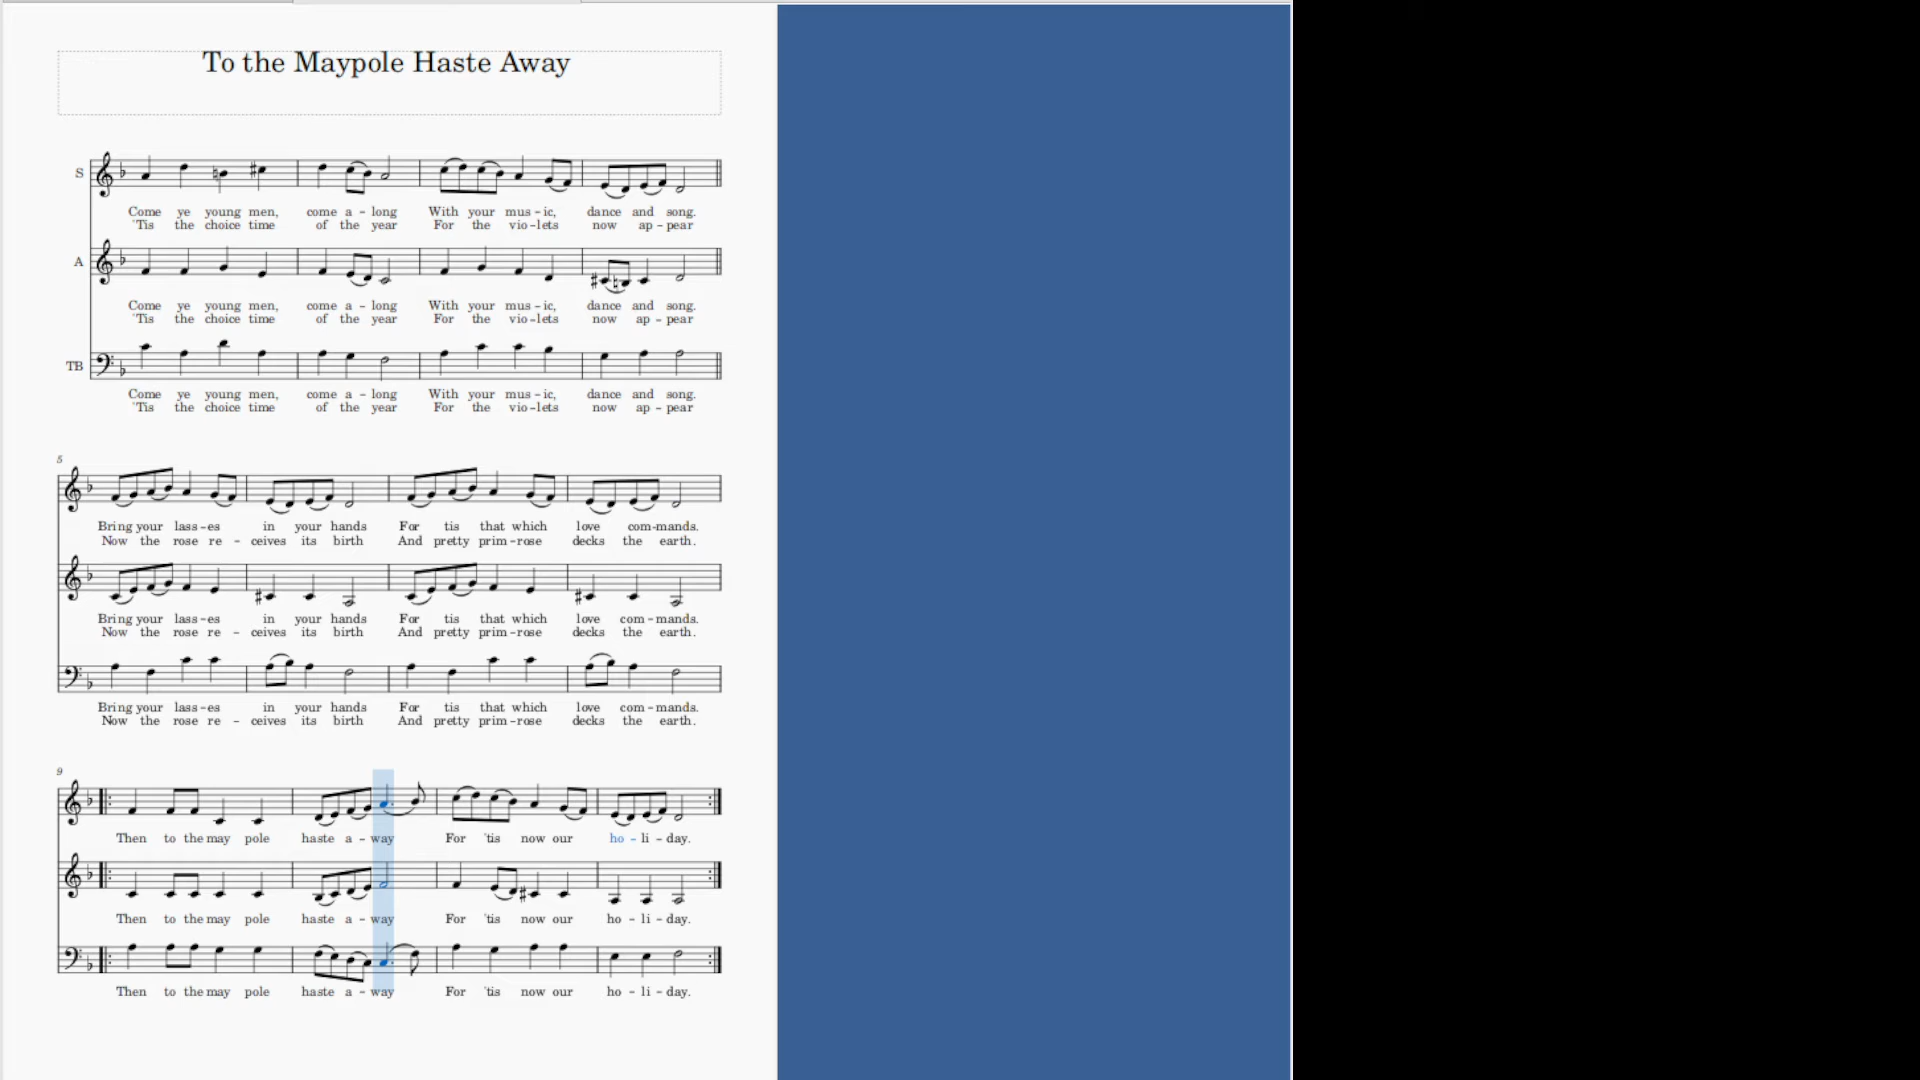 To the Maypole Haste Away
S
Come ye young men, come a - long With your mus - ic, dance and song.
'Tis the choice time of the year For the vio - lets now ap - pear
A
Come ye young men, come a - long With your mus - ic, dance and song.
'Tis the choice time of the year For the vio - lets now ap - pear
TB
Come ye young men, come a - long With your mus - ic, dance and song.
'Tis the choice time of the year For the vio - lets now ap - pear
5
Bring your lass - es in your hands For tis that which love com - mands.
Now the rose re - ceives its birth And pretty prim - rose decks the earth.
Bring your lass - es in your hands For tis that which love com - mands.
Now the rose re - ceives its birth And pretty prim - rose decks the earth.
Bring your lass - es in your hands For tis that which love com - mands.
Now the rose re - ceives its birth And pretty prim - rose decks the earth.
9
Then to the may pole haste a - way For 'tis now our ho - li - day.
Then to the may pole haste a - way For 'tis now our ho - li - day.
Then to the may pole haste a - way For 'tis now our ho - li - day.